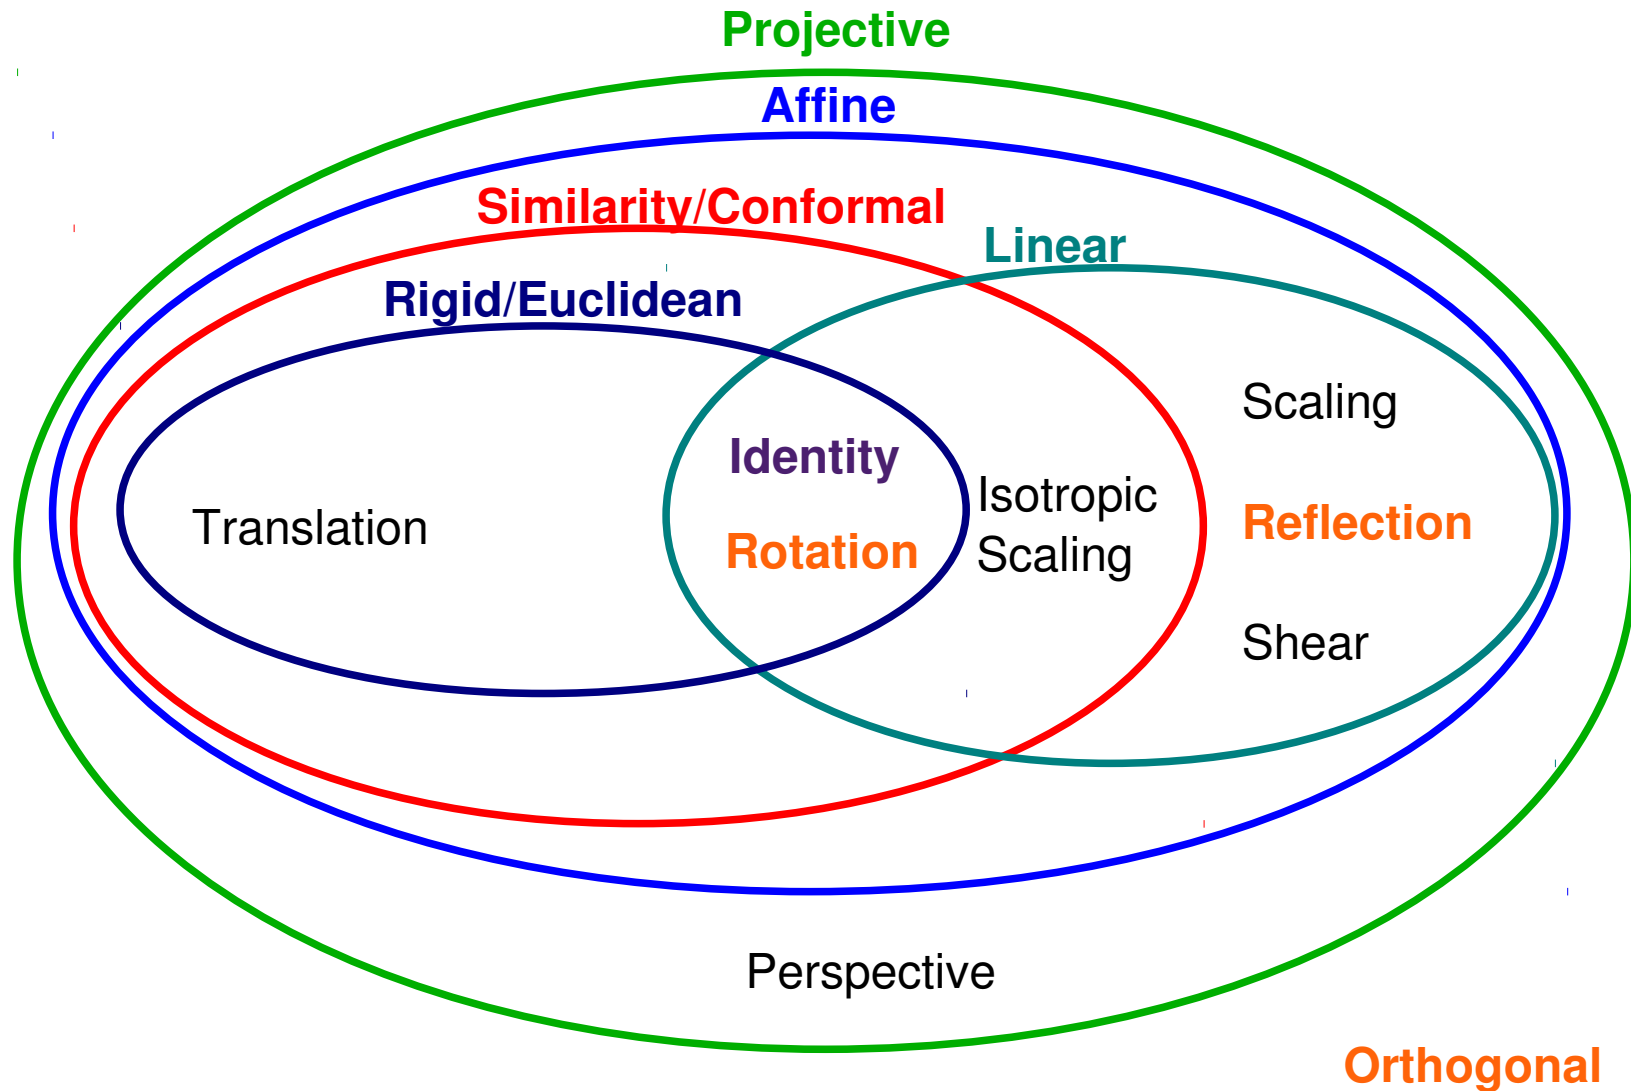 Projective
Affine
Similarity/Conformal
Linear
Rigid/Euclidean
Scaling
Identity
Isotropic
Scaling
Translation
Rotation
Reflection
Shear
Perspective
Orthogonal